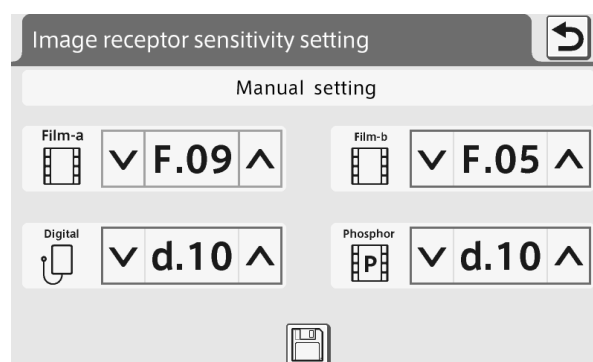 Image receptor sensitivity setting
Manual setting
Film-a
F.09
Film-b
F.05
Digital
d.10
Phosphor
P
d.10